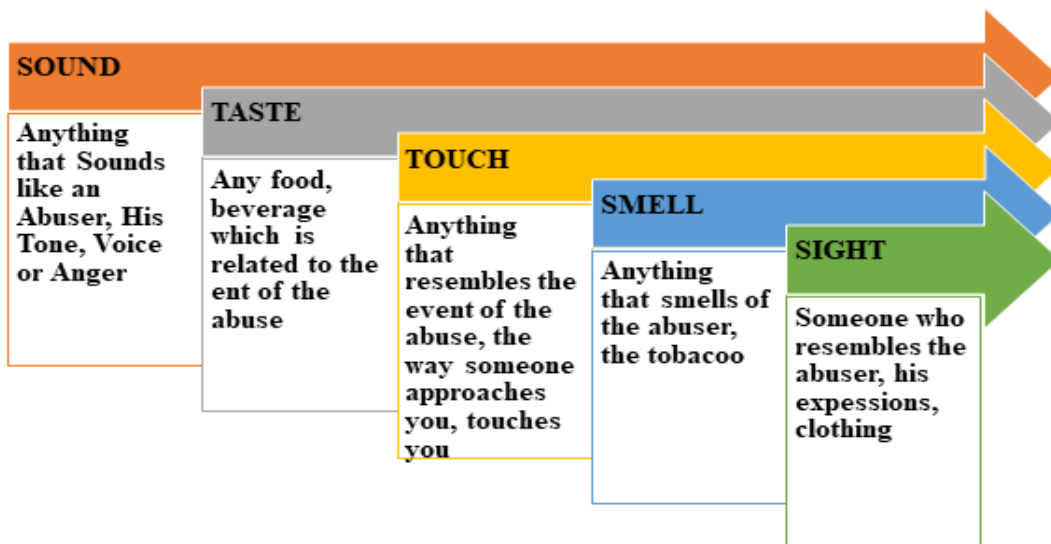 SOUND
Anything
that Sounds
like an
Abuser, His
Tone, Voice
or Anger
TASTE
Any food,
beverage
which is
related to the
ent of the
abuse
TOUCH
Anything
that
resembles the
event of the
abuse, the
way someone
approaches
you, touches
you
SMELL
Anything
that smells of
the abuser,
the tobacoo
SIGHT
Someone who
resembles the
abuser, his
expessions,
clothing